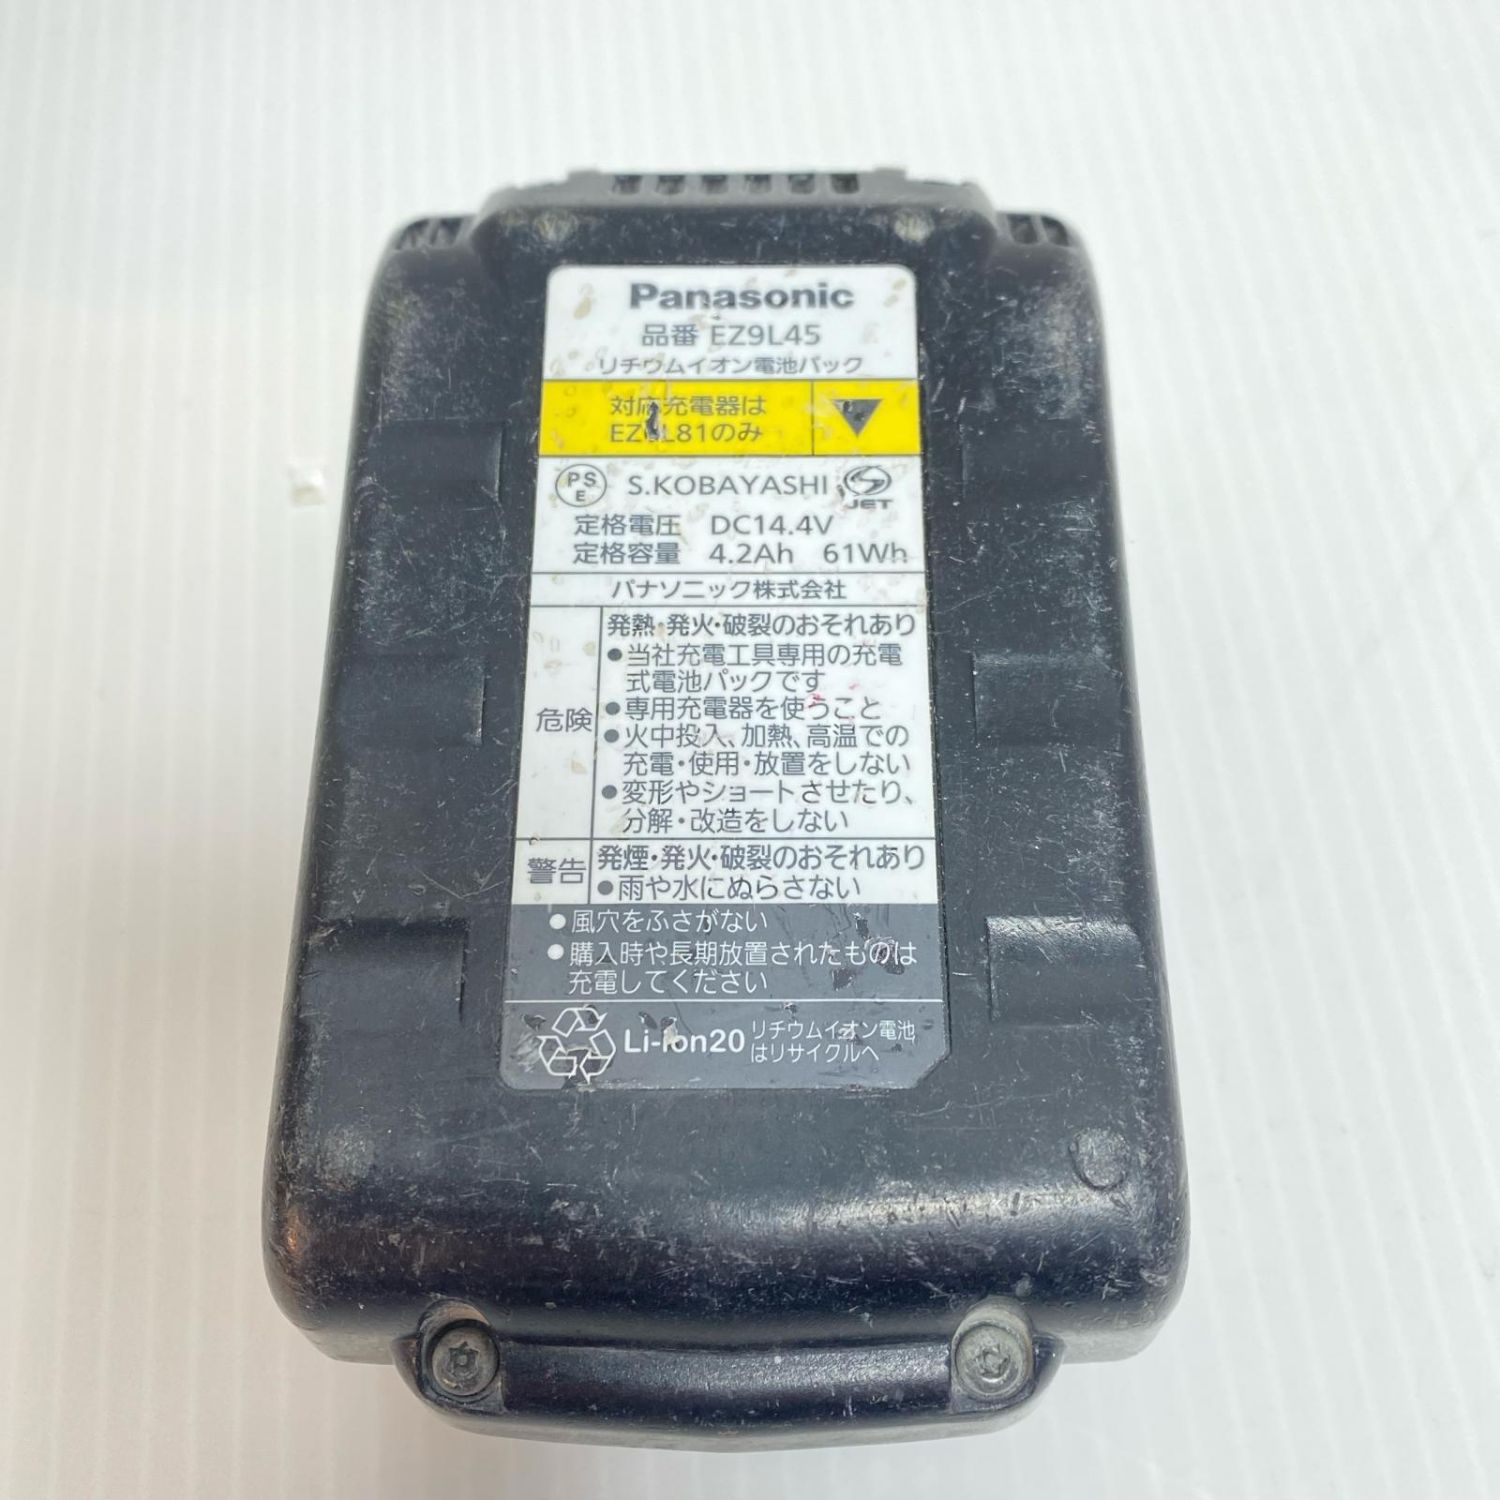 Panasonic
品番 EZ9L45
リチウムイオン電池パック
対応充電器は
EZ0L81のみ
PS
E
S.KOBAYASHI
JET
定格電圧 DC14.4V
定格容量 4.2Ah 61Wh
パナソニック株式会社
危険
発熱・発火・破裂のおそれあり
●当社充電工具専用の充電
式電池パックです
●専用充電器を使うこと
●火中投入、加熱、高温での
充電・使用・放置をしない
●変形やショートさせたり、
分解・改造をしない
警告
発煙・発火・破裂のおそれあり
●雨や水にぬらさない
●風穴をふさがない
●購入時や長期放置されたものは
充電してください
Li-ion20
リチウムイオン電池
はリサイクルへ